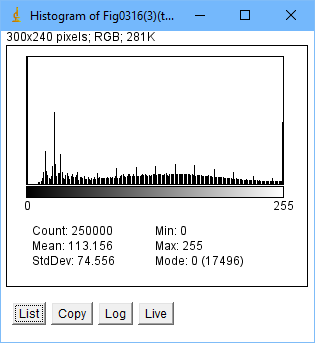 Histogram of Fig0316(3)(t...
300x240 pixels; RGB; 281K
0 255
Count: 250000 Min: 0
Mean: 113.156 Max: 255
StdDev: 74.556 Mode: 0 (17496)
List Copy Log Live